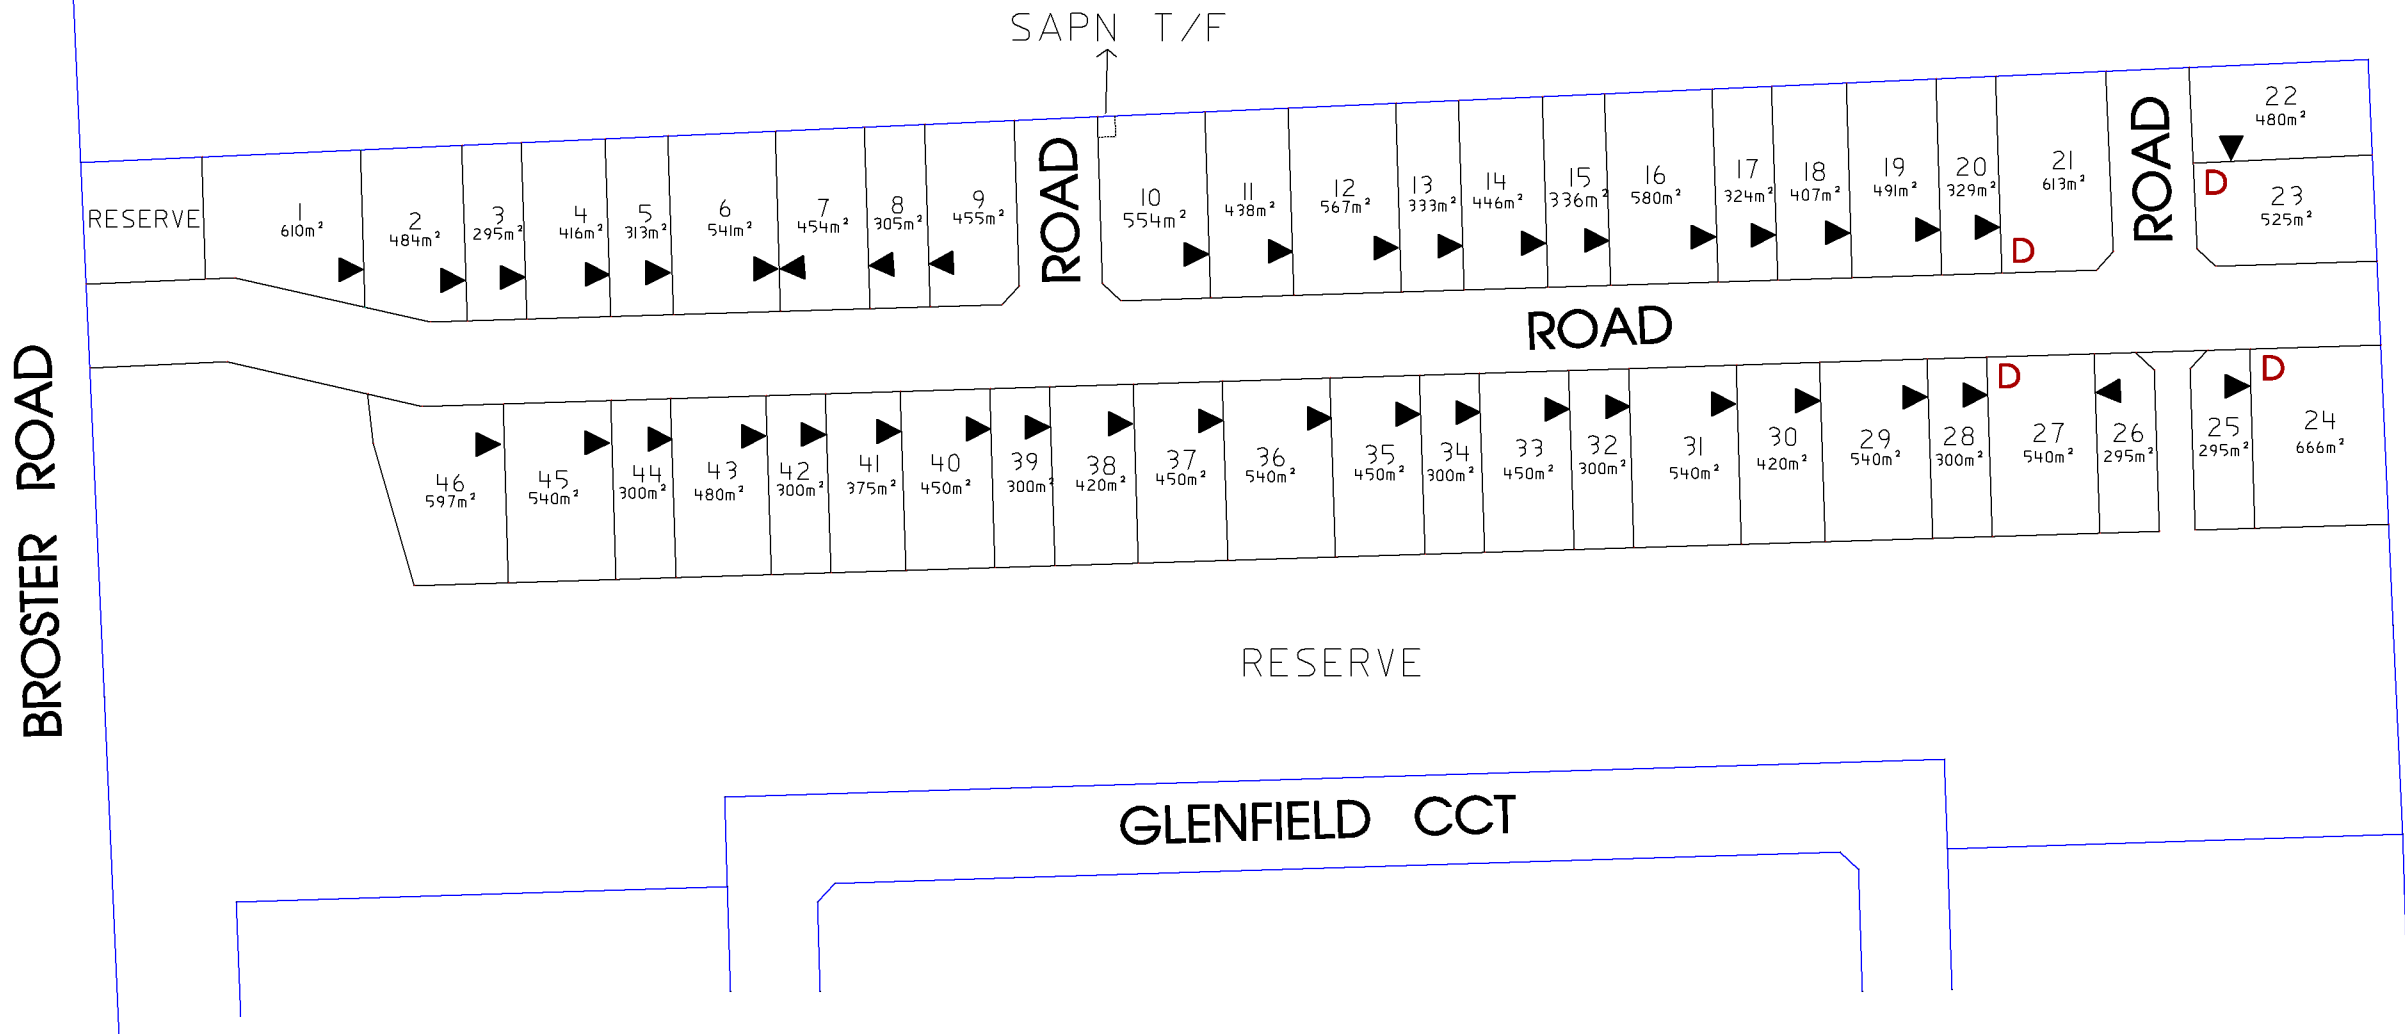 SAPN T/F
RESERVE
1
610m²
2
484m²
3
295m²
4
416m²
5
313m²
6
541m²
7
454m²
8
305m²
9
455m²
ROAD
10
554m²
11
438m²
12
567m²
13
333m²
14
446m²
15
336m²
16
580m²
17
324m²
18
407m²
19
491m²
20
329m²
21
613m²
D
ROAD
22
480m²
D
23
525m²
ROAD
BROSTER ROAD
46
597m²
45
540m²
44
300m²
43
480m²
42
300m²
41
375m²
40
450m²
39
300m²
38
420m²
37
450m²
36
540m²
35
450m²
34
300m²
33
450m²
32
300m²
31
540m²
30
420m²
29
540m²
28
300m²
D
27
540m²
26
295m²
25
295m²
D
24
666m²
RESERVE
GLENFIELD CCT